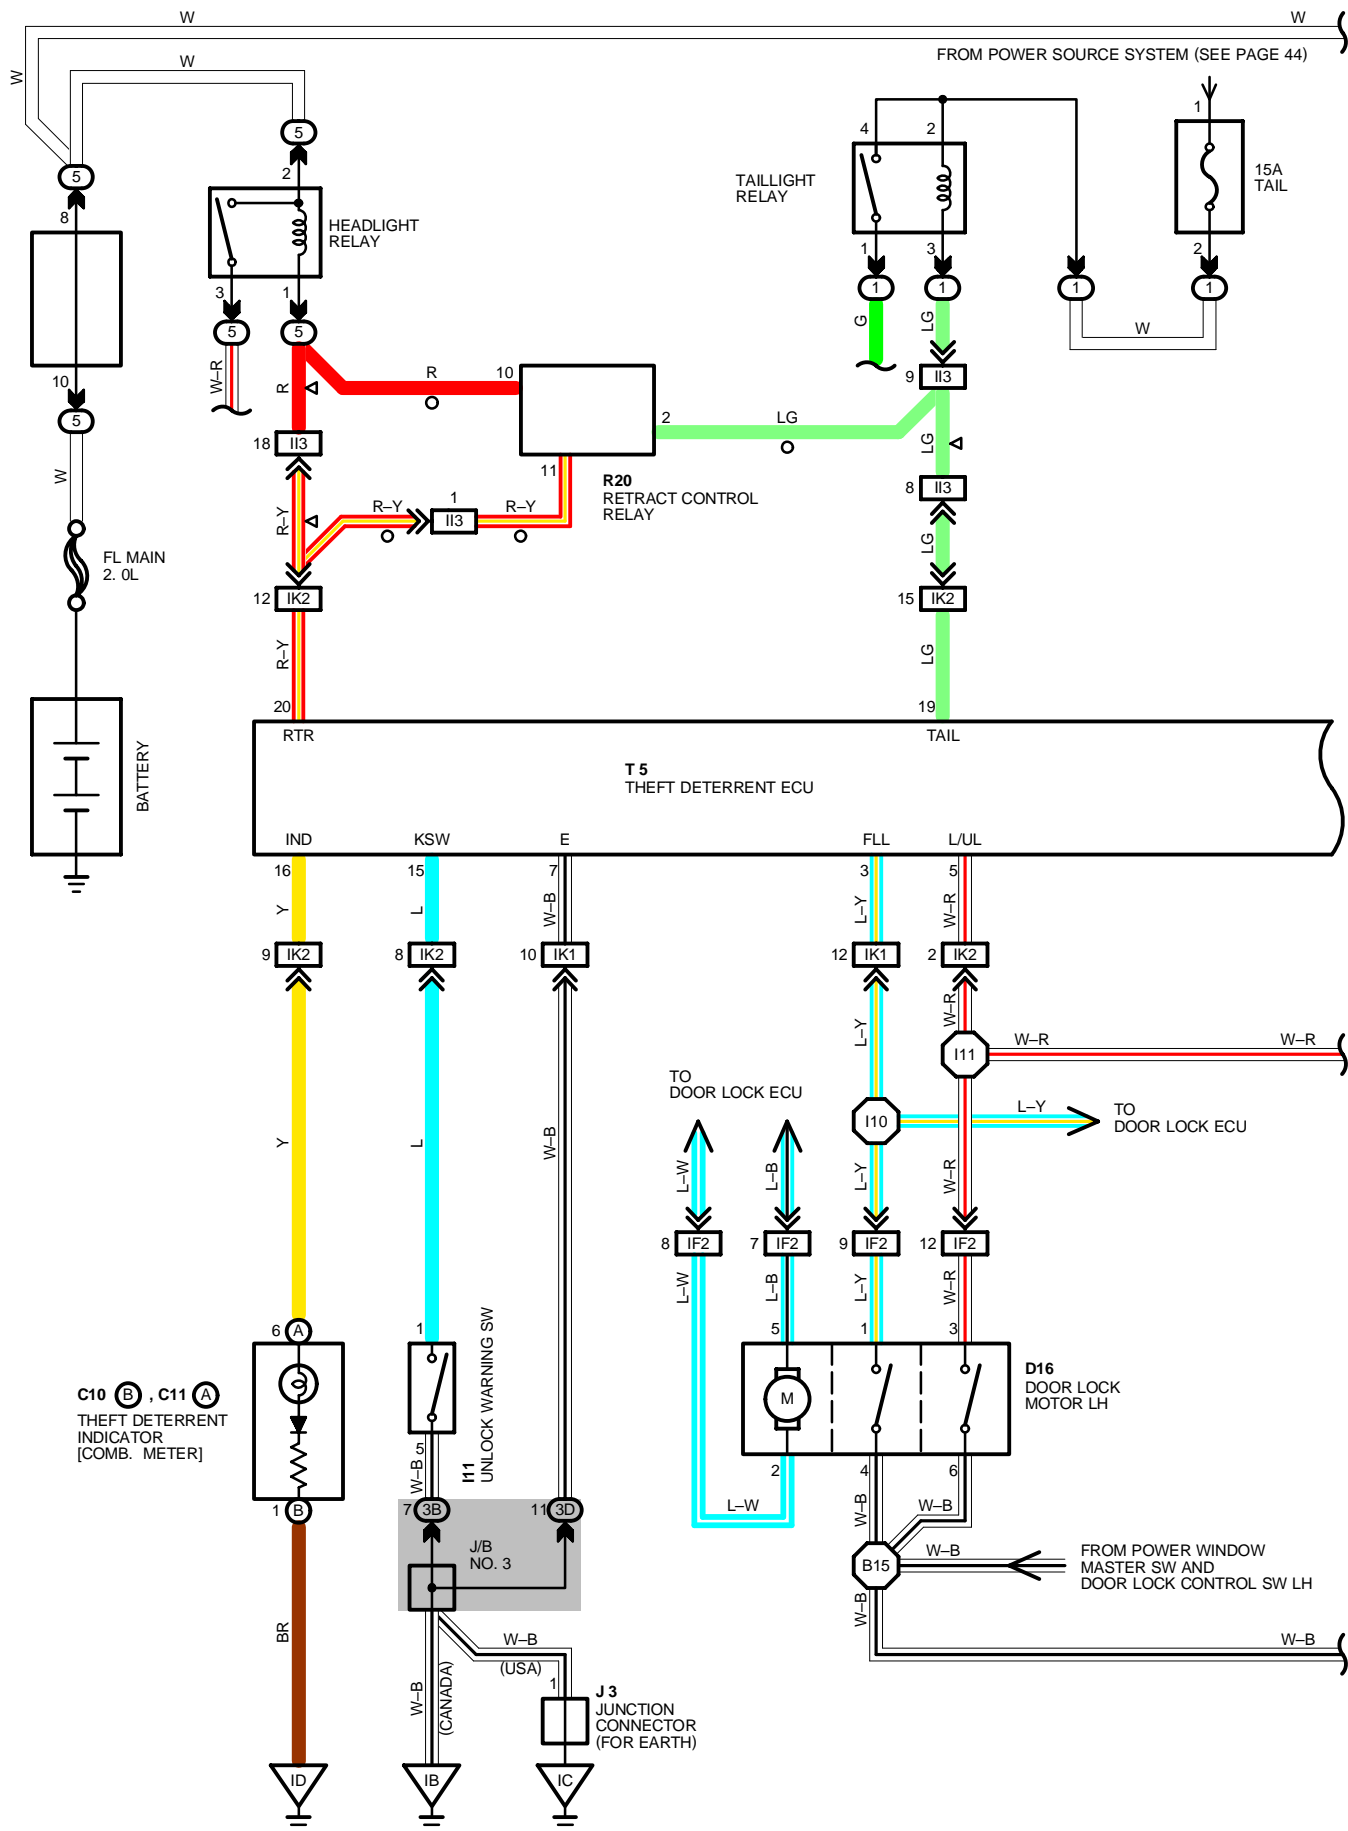 W
W
W
W
FROM POWER SOURCE SYSTEM (SEE PAGE 44)
5
2
5
8
HEADLIGHT
RELAY
3
1
5
5
10
5
W
W–R
R
R
10
18 II3
R–Y
R–Y
1
II3
R–Y
11
2
LG
R20
RETRACT CONTROL
RELAY
FL MAIN
2. 0L
12 IK2
R–Y
20
BATTERY
4
2
TAILLIGHT
RELAY
1
3
1
1
1
1
15A
TAIL
2
1
W
G
LG
9 II3
LG
8 II3
LG
15 IK2
LG
19
RTR
TAIL
T 5
THEFT DETERRENT ECU
IND
KSW
E
FLL
L/UL
16
15
7
3
5
Y
L
W–B
L–Y
W–R
9 IK2
8 IK2
10 IK1
12 IK1
2 IK2
Y
L
W–B
L–Y
W–R
I11
W–R
W–R
TO
DOOR LOCK ECU
I10
L–Y
TO
DOOR LOCK ECU
L–W
L–B
L–Y
W–R
8 IF2
7 IF2
9 IF2
12 IF2
L–W
L–B
L–Y
W–R
6 A
1
5
1
3
C10 B , C11 A
THEFT DETERRENT
INDICATOR
[COMB. METER]
I11
UNLOCK WARNING SW
M
D16
DOOR LOCK
MOTOR LH
5
2
4
6
1 B
W–B
L–W
W–B
W–B
7 3B
11 3D
J/B
NO. 3
B15
W–B
FROM POWER WINDOW
MASTER SW AND
DOOR LOCK CONTROL SW LH
W–B
W–B
BR
W–B
(CANADA)
W–B
(USA)
1
J 3
JUNCTION
CONNECTOR
(FOR EARTH)
ID
IB
IC